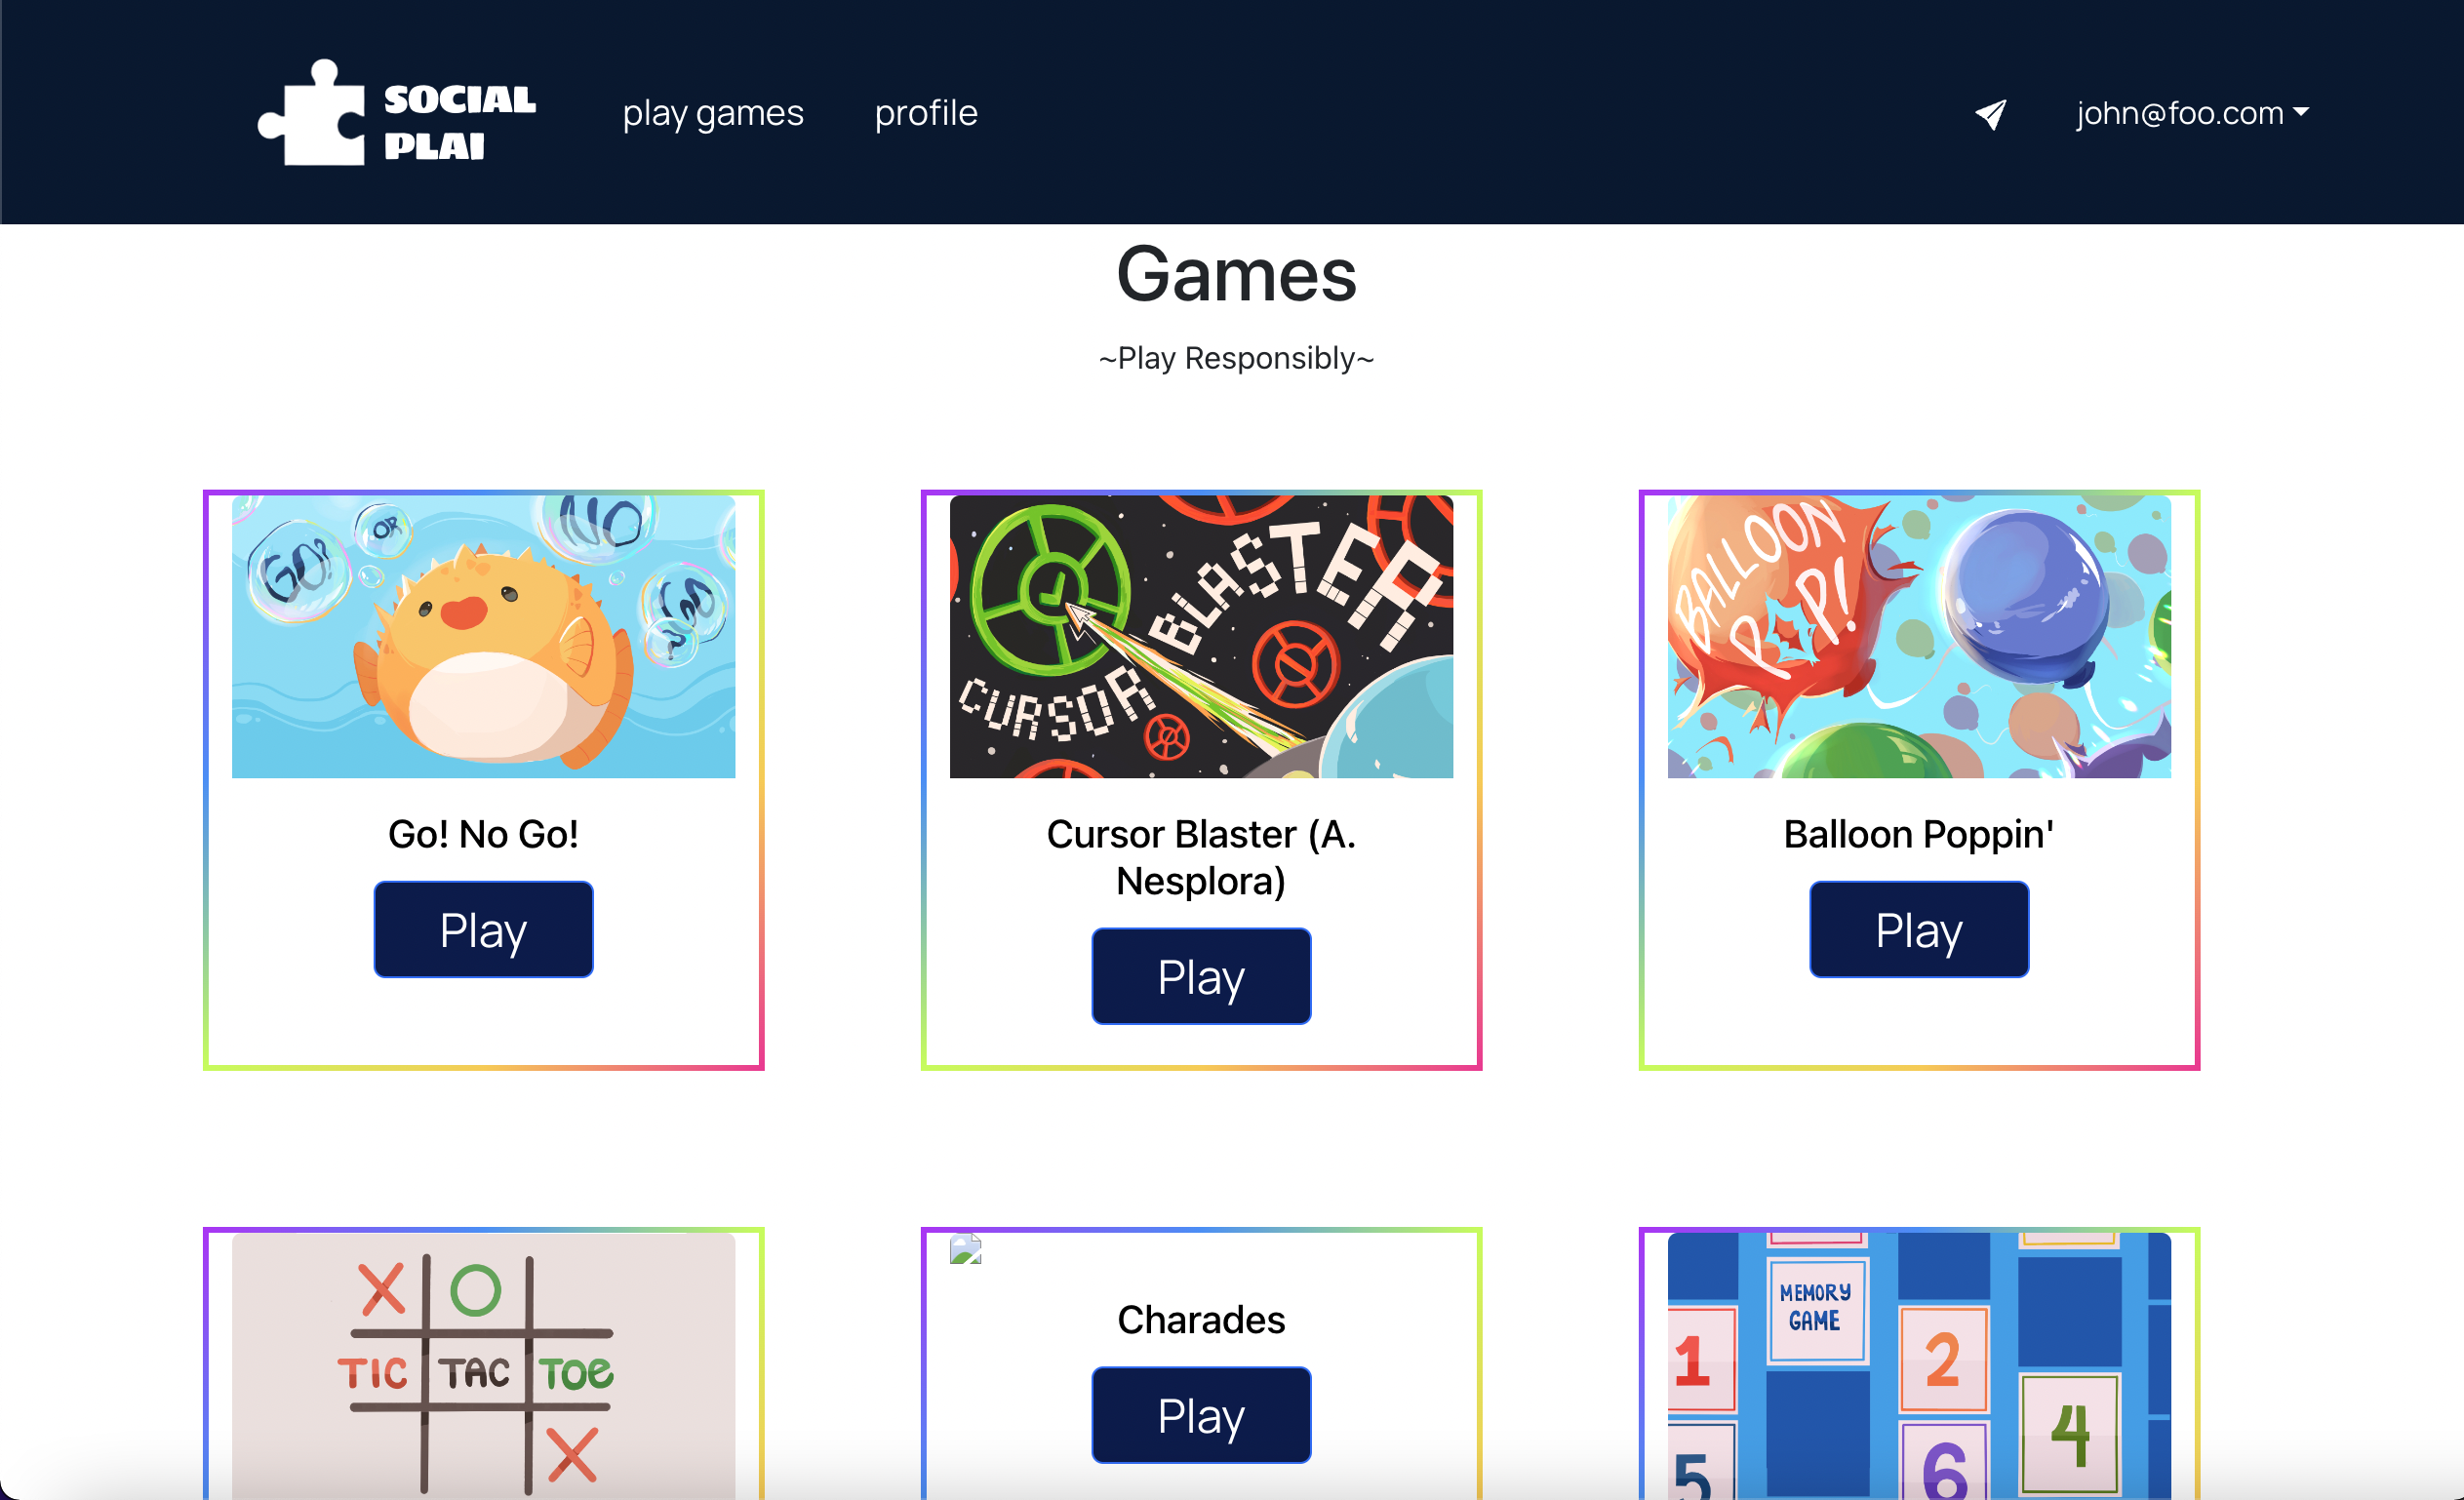 SOCIAL
PLAI
play games
profile
john@foo.com
Games
~Play Responsibly~
GO!
OR
NO
GO
?
CURSOR BLASTER
BALLOON
POP!
Go! No Go!
Cursor Blaster (A.
Nesplora)
Balloon Poppin'
Play
Play
Play
X O
TIC TAC TOE
X
Charades
Play
MEMORY
GAME
1
2
4
5
6